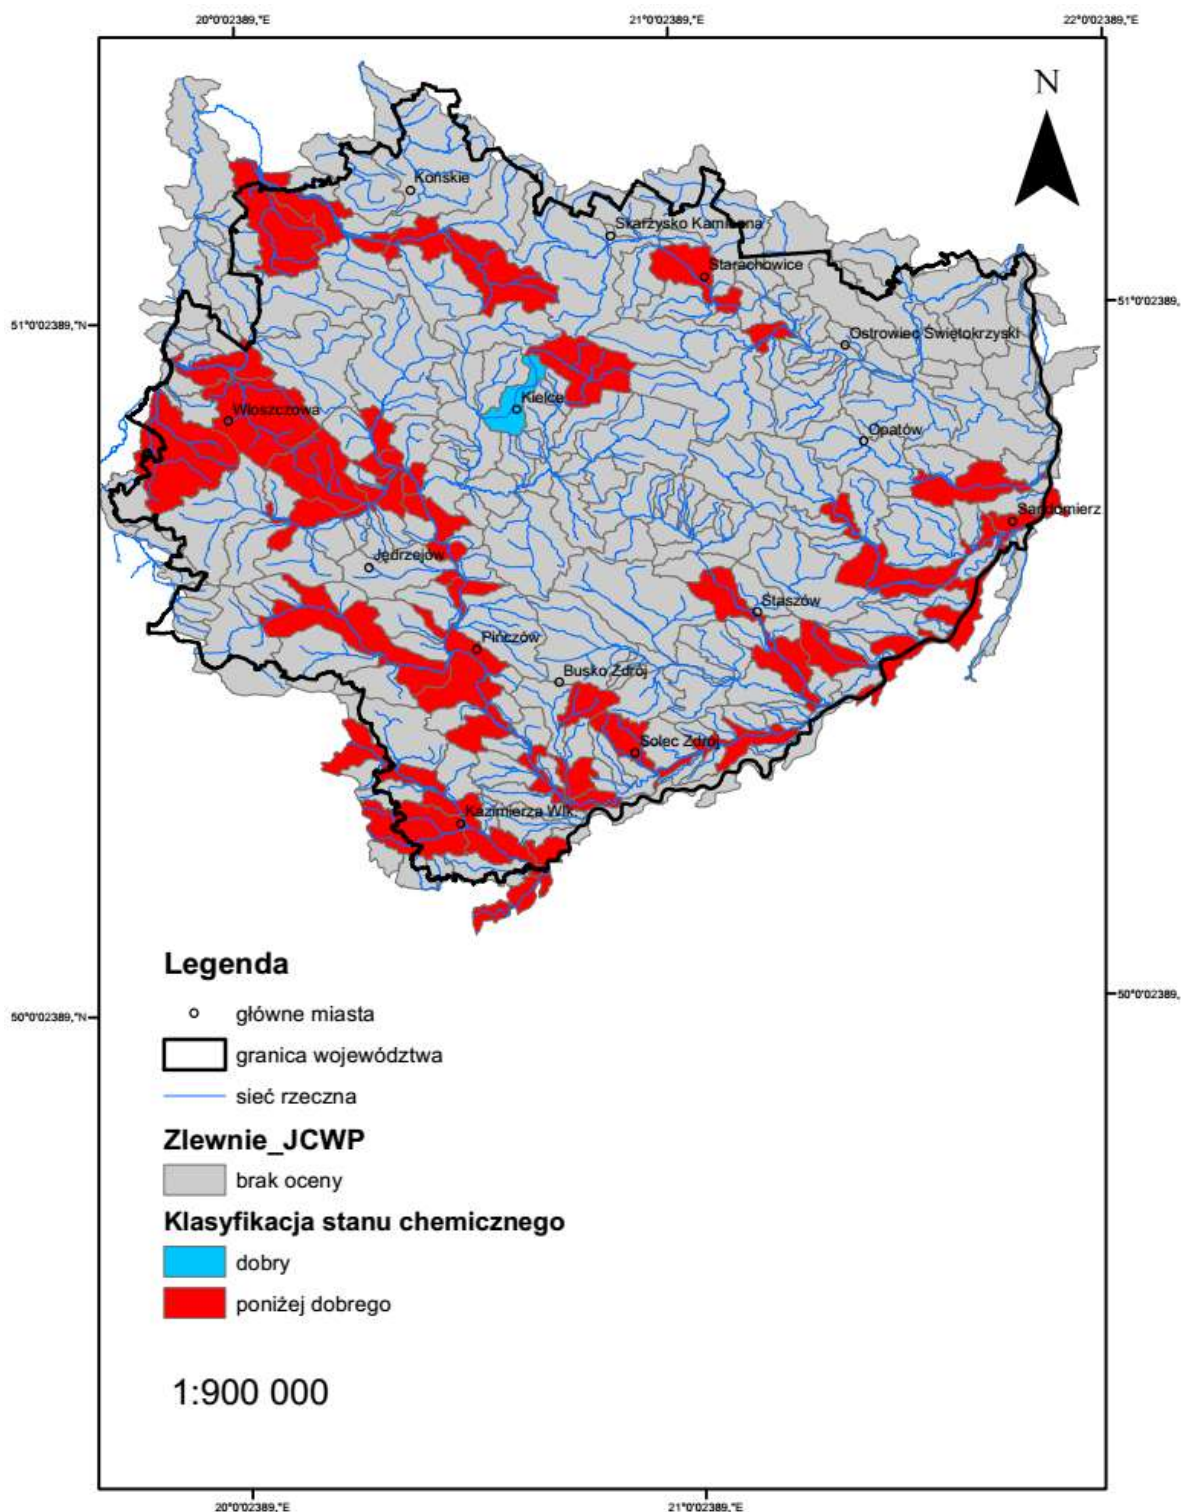 20°0'02389,"E
21°0'02389,"E
22°0'02389,"E
N
Końskie
Skarżysko Kamienna
Starachowice
51°0'02389,"N
51°0'02389,
Ostrowiec Świętokrzyski
Kielce
Włoszczowa
Opatów
Sandomierz
Jędrzejów
Staszów
Pińczów
Busko Zdrój
Solec Zdrój
Kazimierza Wlk.
Legenda
główne miasta
granica województwa
sieć rzeczna
50°0'02389,"N
50°0'02389,
Zlewnie_JCWP
brak oceny
Klasyfikacja stanu chemicznego
dobry
poniżej dobrego
1:900 000
20°0'02389,"E
21°0'02389,"E